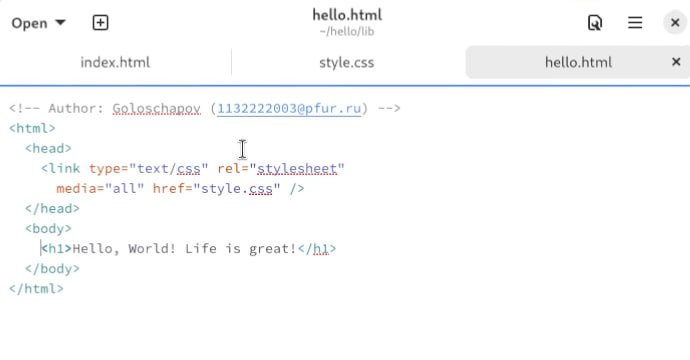 Open
hello.html
~/hello/lib
index.html
style.css
hello.html
<!-- Author: Goloschapov (1132222003@pfur.ru) -->
<html>
<head>
<link type="text/css" rel="stylesheet"
media="all" href="style.css" />
</head>
<body>
<h1>Hello, World! Life is great!</h1>
</body>
</html>